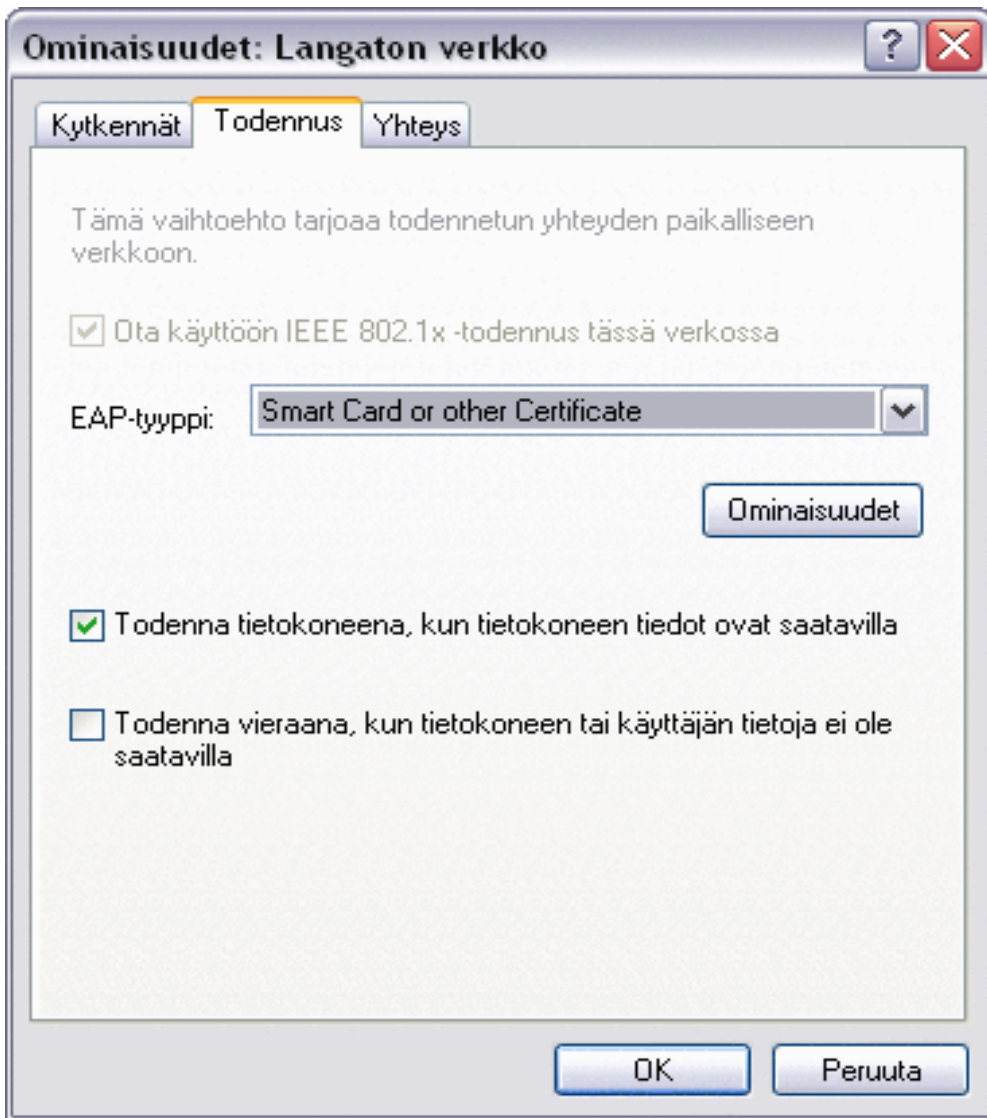 Ominaisuudet: Langaton verkko
Kytkennät Todennus Yhteys
Tämä vaihtoehto tarjoaa todennetun yhteyden paikalliseen
verkkoon.
Ota käyttöön IEEE 802.1x -todennus tässä verkossa
EAP-tyyppi: Smart Card or other Certificate
Ominaisuudet
Todenna tietokoneena, kun tietokoneen tiedot ovat saatavilla
Todenna vieraana, kun tietokoneen tai käyttäjän tietoja ei ole
saatavilla
OK Peruuta